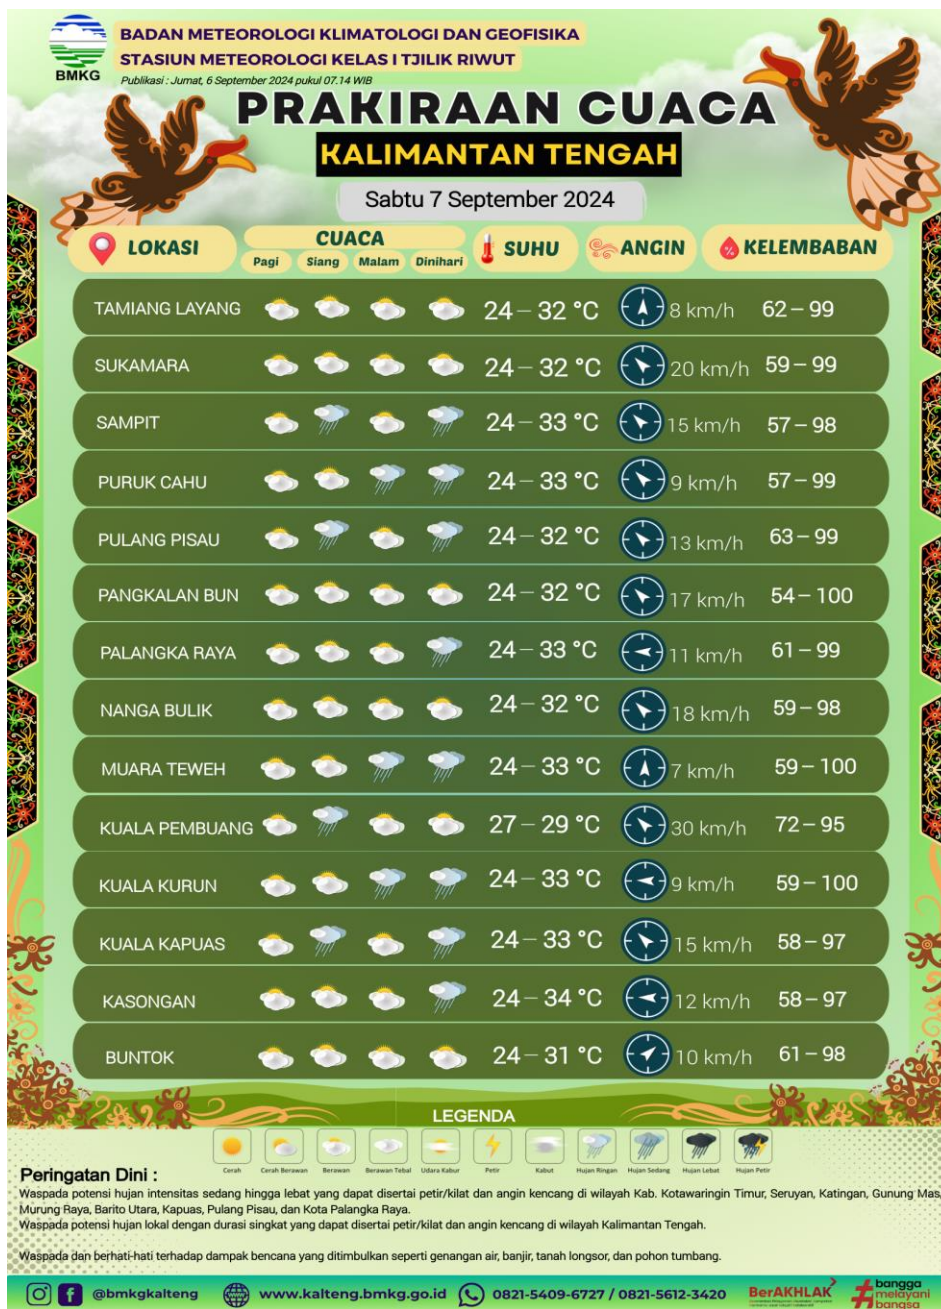 BMKG
BADAN METEOROLOGI KLIMATOLOGI DAN GEOFISIKA
STASIUN METEOROLOGI KELAS I TJILIK RIWUT
Publikasi : Jumat, 6 September 2024 pukul 07.14 WIB
PRAKIRAAN CUACA
KALIMANTAN TENGAH
Sabtu 7 September 2024
LOKASI CUACA SUHU ANGIN % KELEMBABAN
Pagi Siang Malam Dinihari
TAMIANG LAYANG 24 – 32 °C 8 km/h 62 – 99
SUKAMARA 24 – 32 °C 20 km/h 59 – 99
SAMPIT 24 – 33 °C 15 km/h 57 – 98
PURUK CAHU 24 – 33 °C 9 km/h 57 – 99
PULANG PISAU 24 – 32 °C 13 km/h 63 – 99
PANGKALAN BUN 24 – 32 °C 17 km/h 54 – 100
PALANGKA RAYA 24 – 33 °C 11 km/h 61 – 99
NANGA BULIK 24 – 32 °C 18 km/h 59 – 98
MUARA TEWEH 24 – 33 °C 7 km/h 59 – 100
KUALA PEMBUANG 27 – 29 °C 30 km/h 72 – 95
KUALA KURUN 24 – 33 °C 9 km/h 59 – 100
KUALA KAPUAS 24 – 33 °C 15 km/h 58 – 97
KASONGAN 24 – 34 °C 12 km/h 58 – 97
BUNTOK 24 – 31 °C 10 km/h 61 – 98
LEGENDA
Cerah Cerah Berawan Berawan Berawan Tebal Udara Kabur Petir Kabut Hujan Ringan Hujan Sedang Hujan Lebat Hujan Petir
Peringatan Dini :
Waspada potensi hujan intensitas sedang hingga lebat yang dapat disertai petir/kilat dan angin kencang di wilayah Kab. Kotawaringin Timur, Seruyan, Katingan, Gunung Mas,
Murung Raya, Barito Utara, Kapuas, Pulang Pisau, dan Kota Palangka Raya.
Waspada potensi hujan lokal dengan durasi singkat yang dapat disertai petir/kilat dan angin kencang di wilayah Kalimantan Tengah.
Waspada dan berhati-hati terhadap dampak bencana yang ditimbulkan seperti genangan air, banjir, tanah longsor, dan pohon tumbang.
@bmkgkalteng www.kalteng.bmkg.go.id 0821-5409-6727 / 0821-5612-3420 BerAKHLAK
#bangga
melayani
bangsa